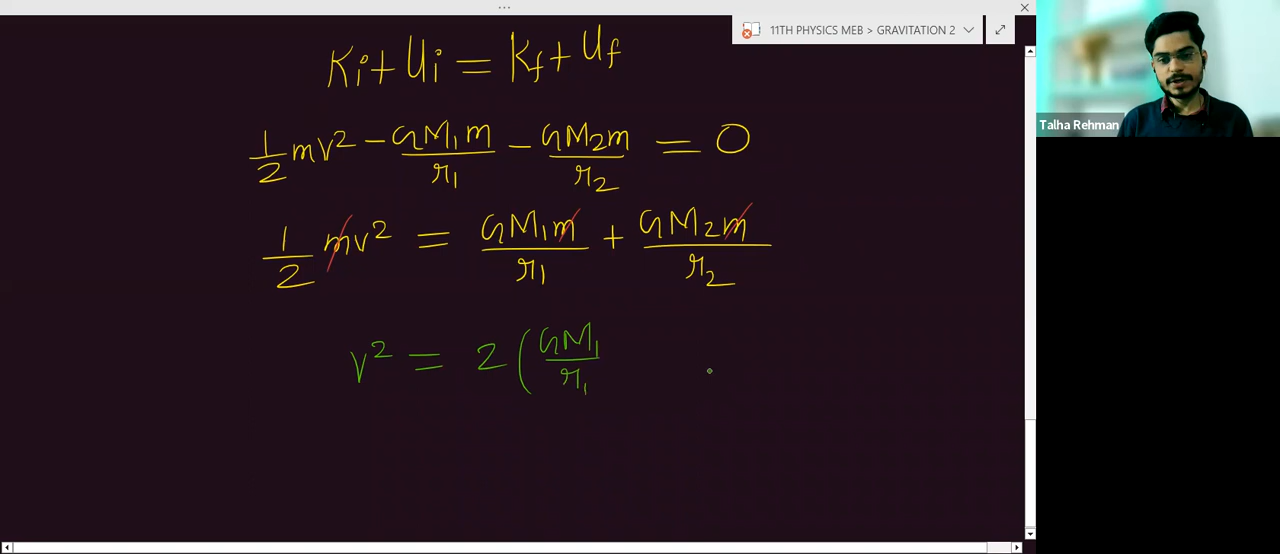 ...
11TH PHYSICS MEB > GRAVITATION 2
Ki + Ui = Kf + Uf
1/2 mv² - GM₁m/r₁ - GM₂m/r₂ = 0
1/2 mv² = GM₁m/r₁ + GM₂m/r₂
v² = 2 ( GM₁/r₁
Talha Rehman